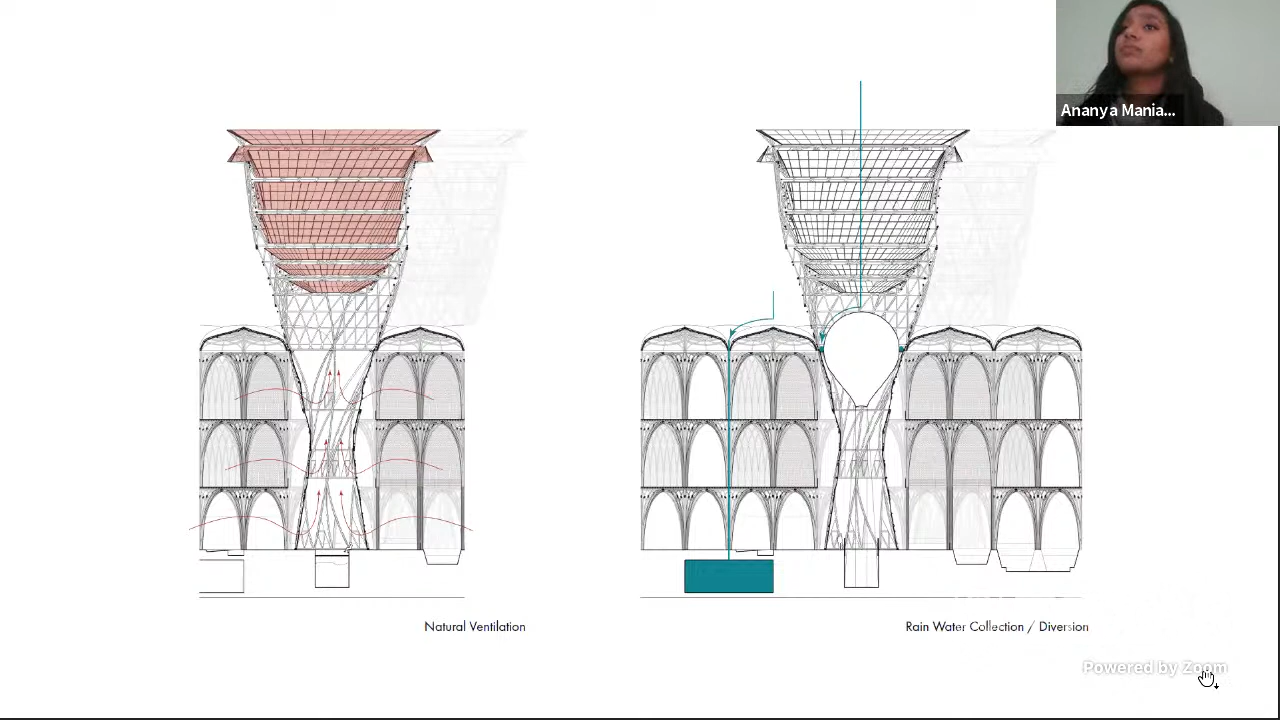 Ananya Mania...
Natural Ventilation
Rain Water Collection / Diversion
Powered by Zoom